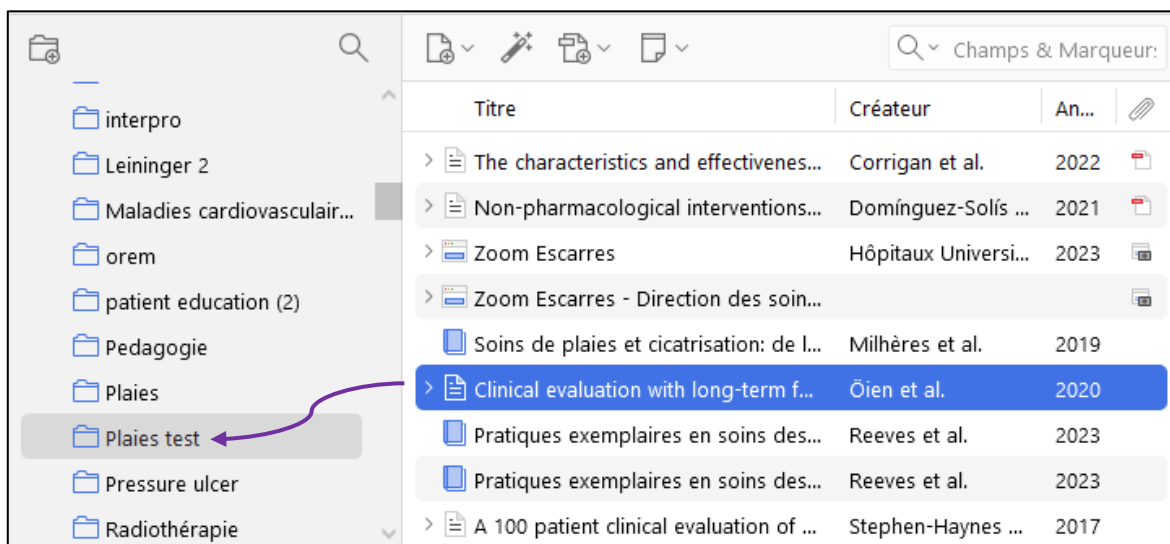 Champs & Marqueur:
interpro
Leininger 2
Maladies cardiovasculair...
orem
patient education (2)
Pedagogie
Plaies
Plaies test
Pressure ulcer
Radiothérapie
Titre Créateur An...
The characteristics and effectivenes... Corrigan et al. 2022
Non-pharmacological interventions... Domínguez-Solís ... 2021
Zoom Escarres Hôpitaux Universi... 2023
Zoom Escarres - Direction des soin...
Soins de plaies et cicatrisation: de l... Milhères et al. 2019
Clinical evaluation with long-term f... Öien et al. 2020
Pratiques exemplaires en soins des... Reeves et al. 2023
Pratiques exemplaires en soins des... Reeves et al. 2023
A 100 patient clinical evaluation of ... Stephen-Haynes ... 2017